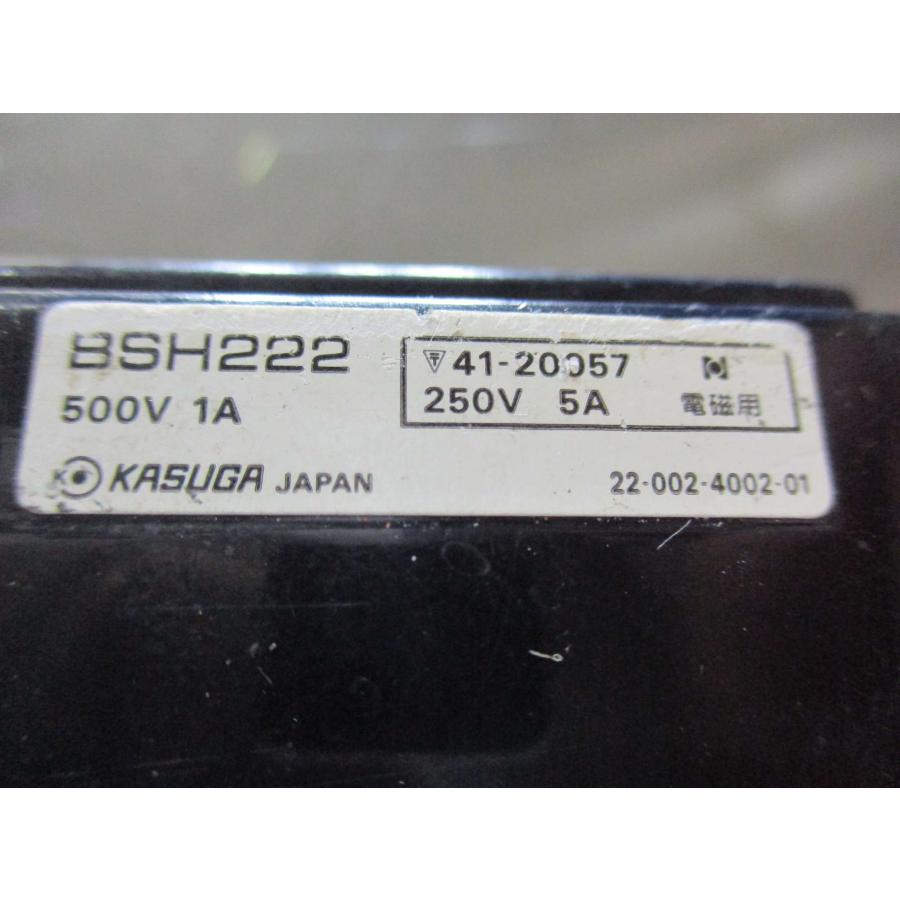 BSH222
500V 1A
〒 41-20057
250V 5A 電磁用
KASUGA JAPAN
22-002-4002-01